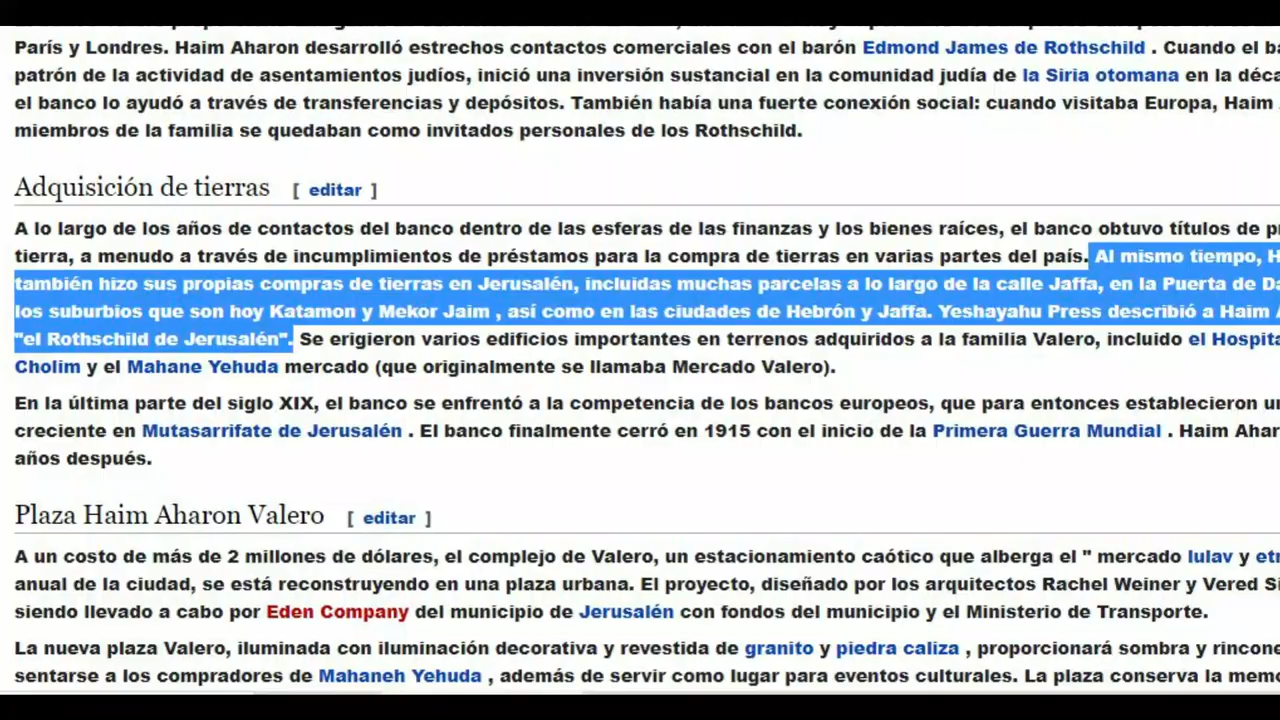 París y Londres. Haim Aharon desarrolló estrechos contactos comerciales con el barón Edmond James de Rothschild . Cuando el
patrón de la actividad de asentamientos judíos, inició una inversión sustancial en la comunidad judía de la Siria otomana en la
el banco lo ayudó a través de transferencias y depósitos. También había una fuerte conexión social: cuando visitaba Europa, Haim
miembros de la familia se quedaban como invitados personales de los Rothschild.
Adquisición de tierras [ editar ]
A lo largo de los años de contactos del banco dentro de las esferas de las finanzas y los bienes raíces, el banco obtuvo títulos de
tierra, a menudo a través de incumplimientos de préstamos para la compra de tierras en varias partes del país. Al mismo tiempo,
también hizo sus propias compras de tierras en Jerusalén, incluidas muchas parcelas a lo largo de la calle Jaffa, en la Puerta de
los suburbios que son hoy Katamon y Mekor Jaim , así como en las ciudades de Hebrón y Jaffa. Yeshayahu Press describió a Haim
"el Rothschild de Jerusalén". Se erigieron varios edificios importantes en terrenos adquiridos a la familia Valero, incluido el
Cholim y el Mahane Yehuda mercado (que originalmente se llamaba Mercado Valero).
En la última parte del siglo XIX, el banco se enfrentó a la competencia de los bancos europeos, que para entonces establecieron
creciente en Mutasarrifate de Jerusalén . El banco finalmente cerró en 1915 con el inicio de la Primera Guerra Mundial . Haim
años después.
Plaza Haim Aharon Valero [ editar ]
A un costo de más de 2 millones de dólares, el complejo de Valero, un estacionamiento caótico que alberga el " mercado lulav y
anual de la ciudad, se está reconstruyendo en una plaza urbana. El proyecto, diseñado por los arquitectos Rachel Weiner y Vered
siendo llevado a cabo por Eden Company del municipio de Jerusalén con fondos del municipio y el Ministerio de Transporte.
La nueva plaza Valero, iluminada con iluminación decorativa y revestida de granito y piedra caliza , proporcionará sombra y
sentarse a los compradores de Mahaneh Yehuda , además de servir como lugar para eventos culturales. La plaza conserva la